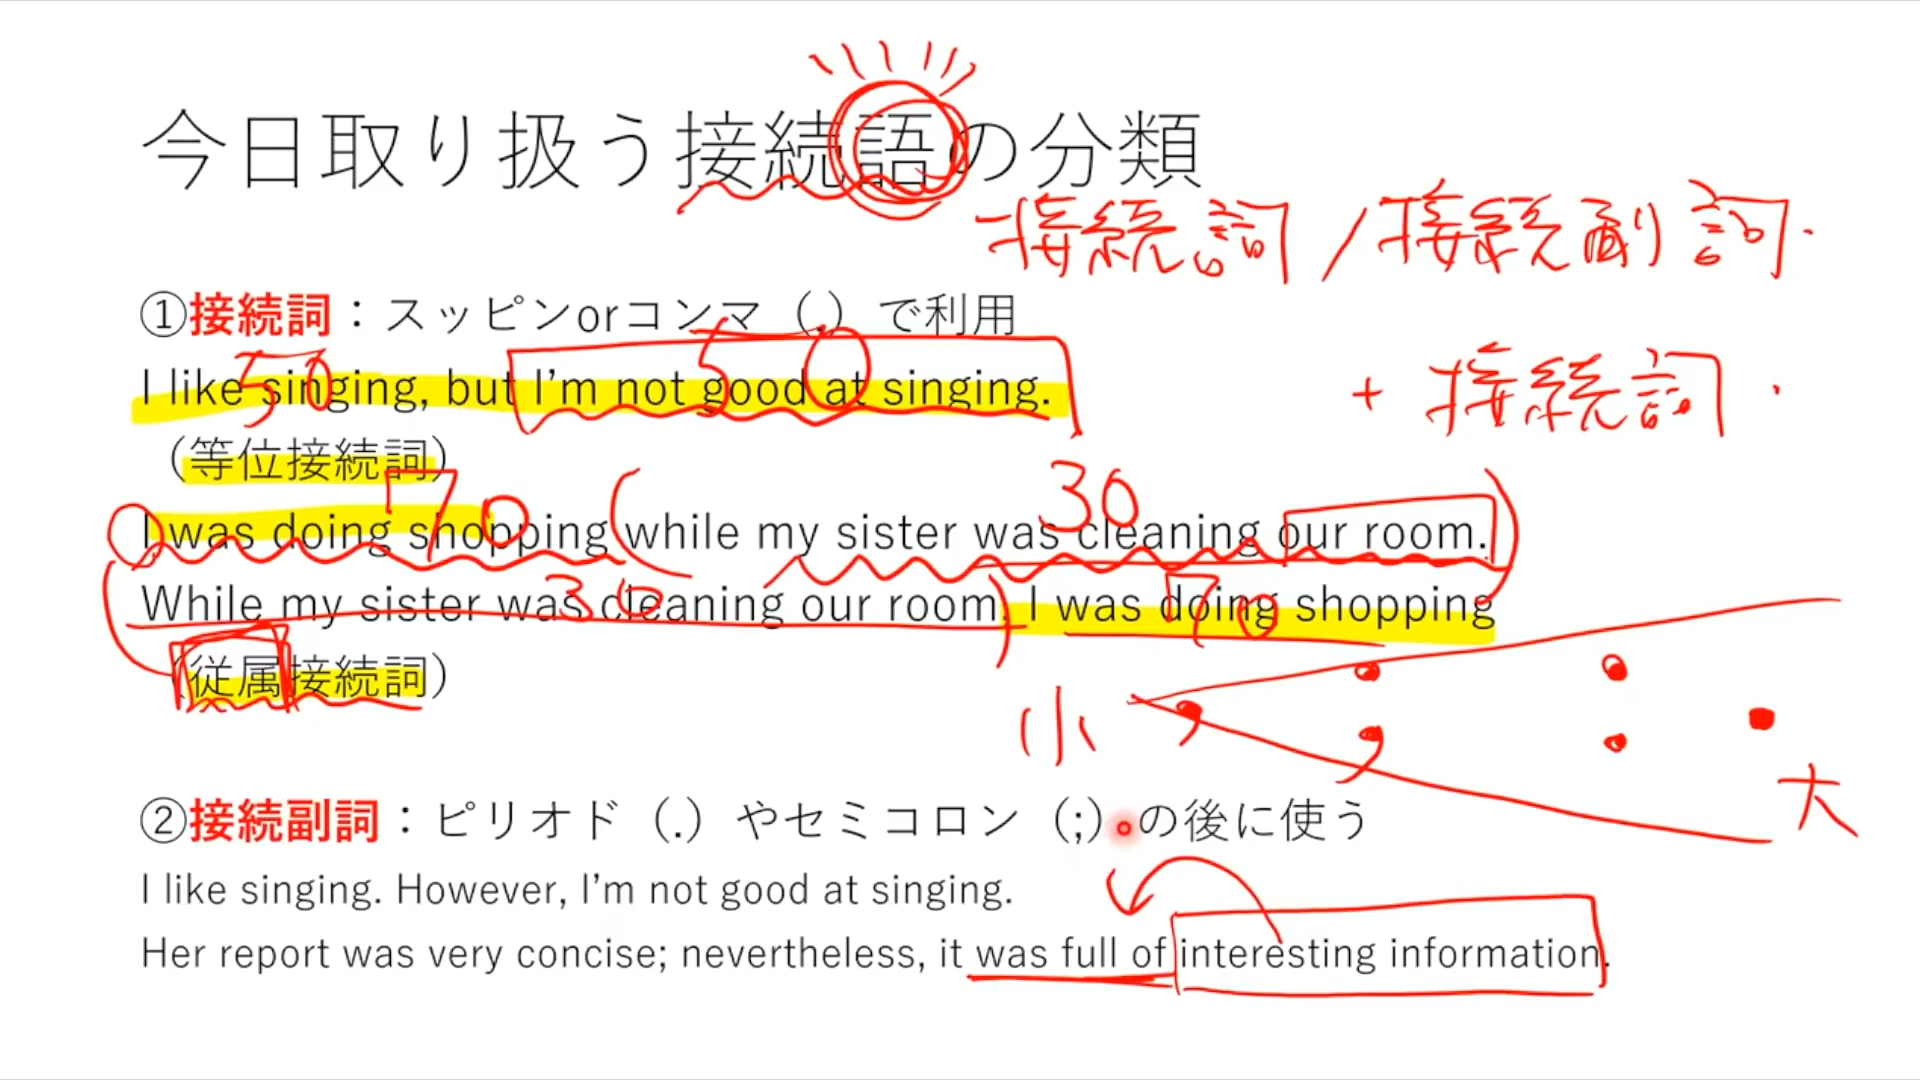 今日取り扱う接続語の分類
接続詞/接続副詞.
①接続詞：スッピンorコンマ（,）で利用
50 50
I like singing, but I’m not good at singing.
+ 接続詞.
（等位接続詞）
70 30
I was doing shopping while my sister was cleaning our room.
30 70
While my sister was cleaning our room, I was doing shopping
（従属接続詞）
小 , ; : .
大
②接続副詞：ピリオド（.）やセミコロン（;）の後に使う
I like singing. However, I’m not good at singing.
Her report was very concise; nevertheless, it was full of interesting information.